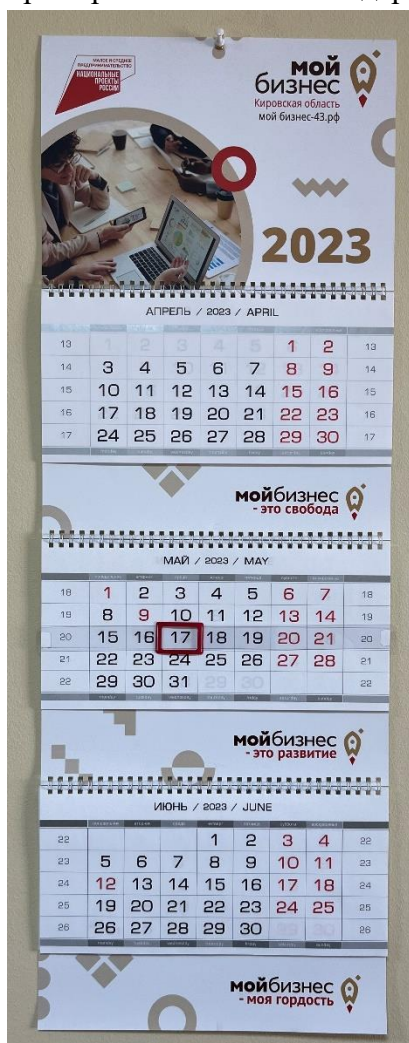 МАЛОЕ И СРЕДНЕЕ
ПРЕДПРИНИМАТЕЛЬСТВО
НАЦИОНАЛЬНЫЕ
ПРОЕКТЫ
РОССИИ
мой
бизнес
Кировская область
мой бизнес-43.рф
2023
АПРЕЛЬ / 2023 / APRIL
13 1 2 13
14 3 4 5 6 7 8 9 14
15 10 11 12 13 14 15 16 15
16 17 18 19 20 21 22 23 16
17 24 25 26 27 28 29 30 17
мойбизнес
- это свобода
МАЙ / 2023 / MAY
18 1 2 3 4 5 6 7 18
19 8 9 10 11 12 13 14 19
20 15 16 17 18 19 20 21 20
21 22 23 24 25 26 27 28 21
22 29 30 31 22
мойбизнес
- это развитие
ИЮНЬ / 2023 / JUNE
22 1 2 3 4 22
23 5 6 7 8 9 10 11 23
24 12 13 14 15 16 17 18 24
25 19 20 21 22 23 24 25 25
26 26 27 28 29 30 26
мойбизнес
- моя гордость